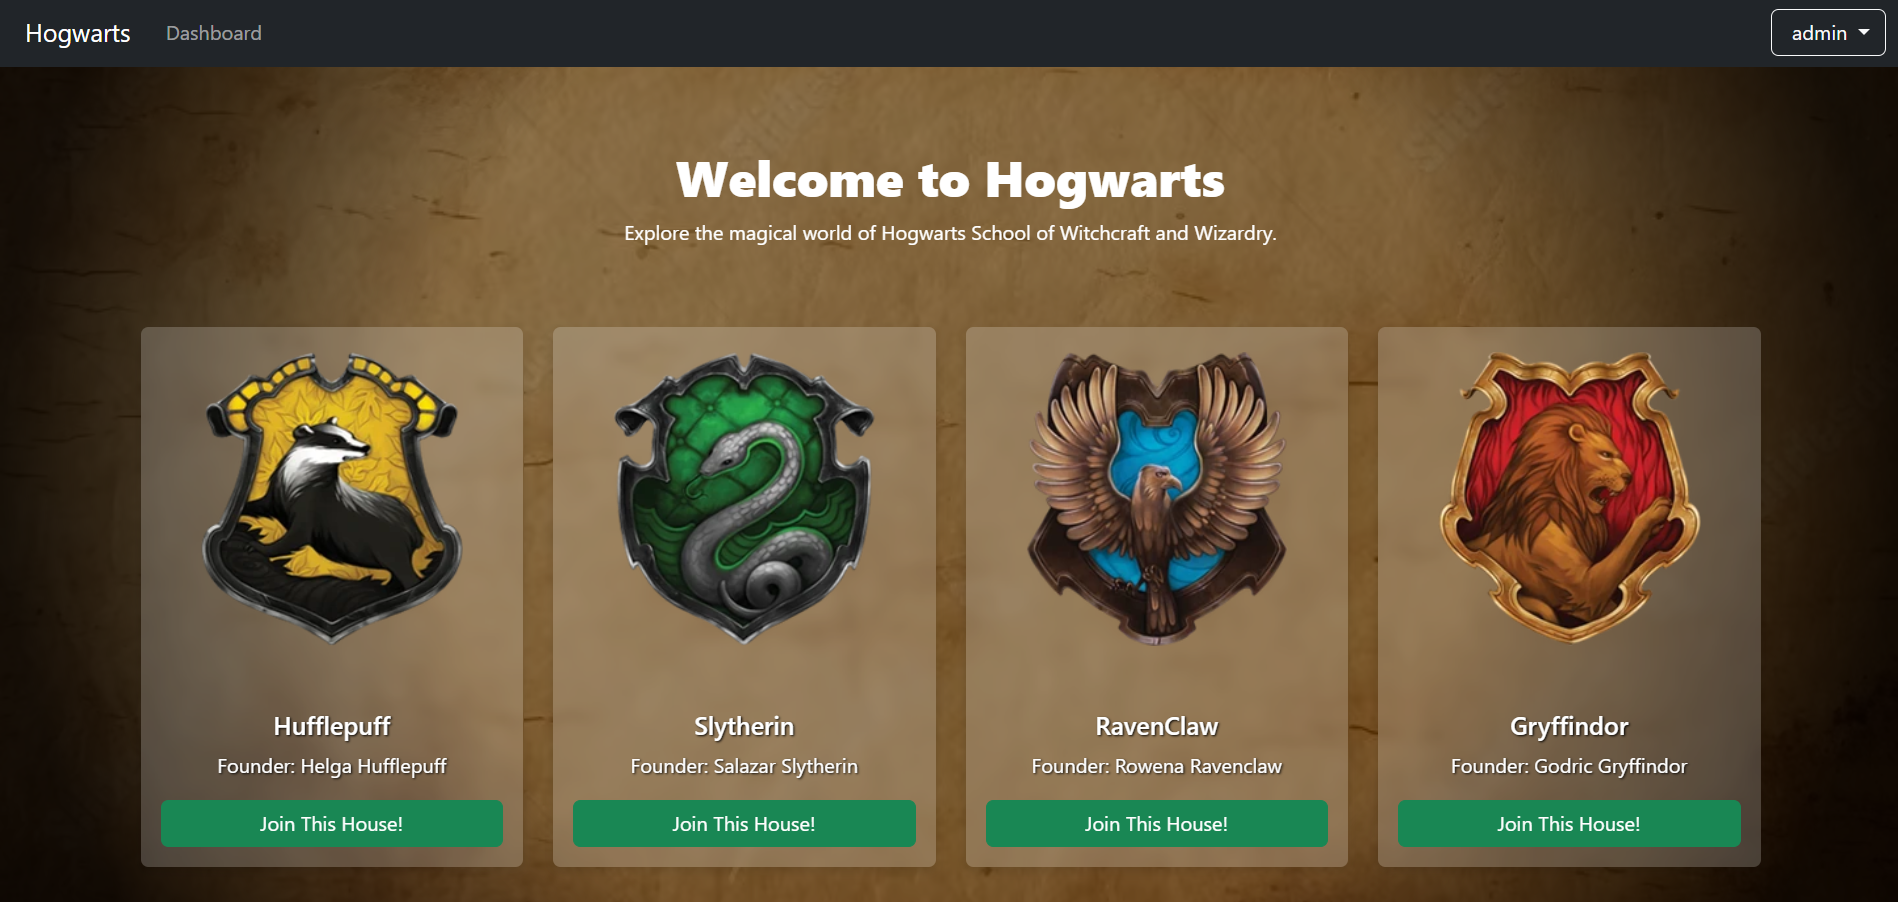 Hogwarts
Dashboard
admin
Welcome to Hogwarts
Explore the magical world of Hogwarts School of Witchcraft and Wizardry.
Hufflepuff
Founder: Helga Hufflepuff
Join This House!
Slytherin
Founder: Salazar Slytherin
Join This House!
RavenClaw
Founder: Rowena Ravenclaw
Join This House!
Gryffindor
Founder: Godric Gryffindor
Join This House!